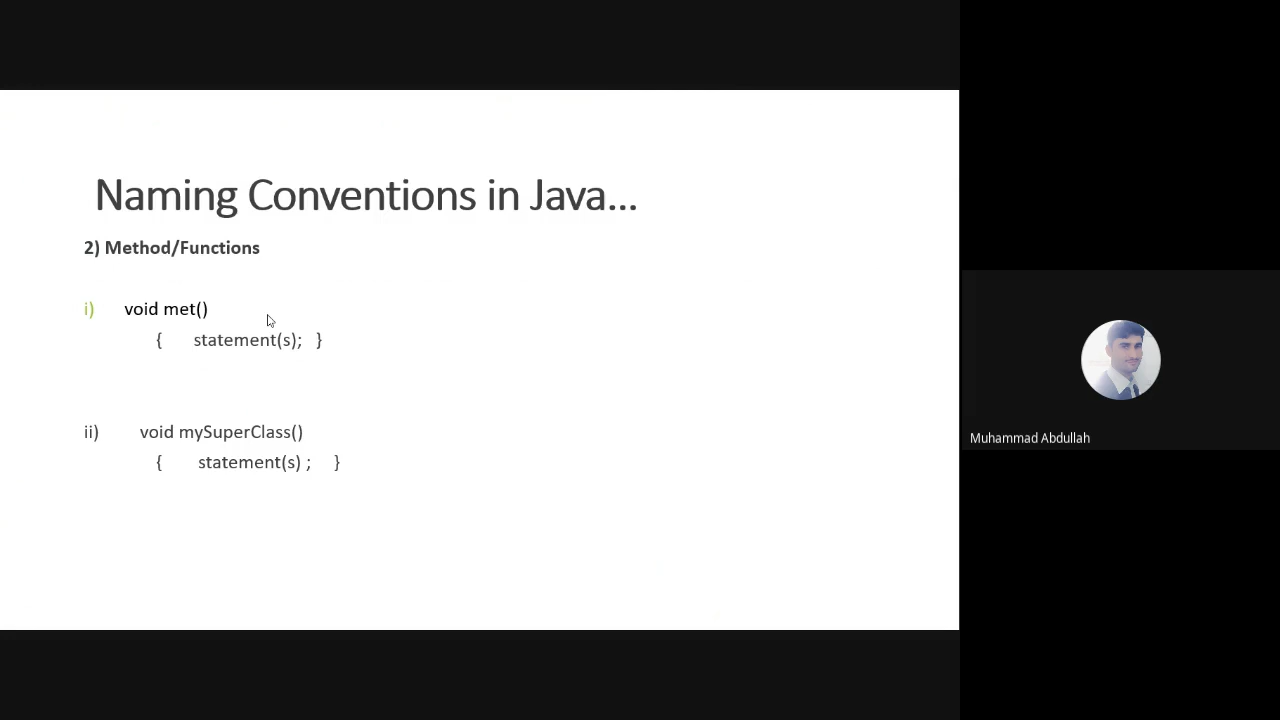 Naming Conventions in Java...
2) Method/Functions
i) void met()
{ statement(s); }
ii) void mySuperClass()
{ statement(s) ; }
Muhammad Abdullah